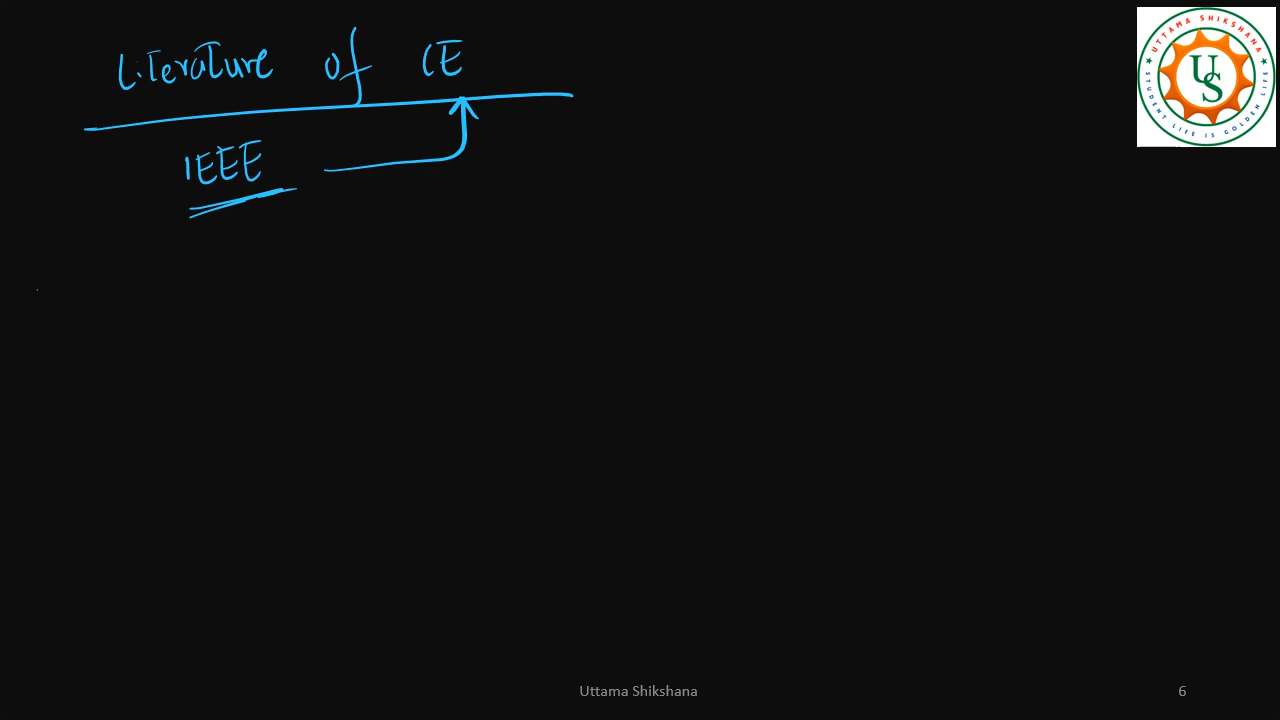 Literature of CE
IEEE
UTTAMA SHIKSHANA
US
STUDENT LIFE IS GOLDEN LIFE
Uttama Shikshana
6